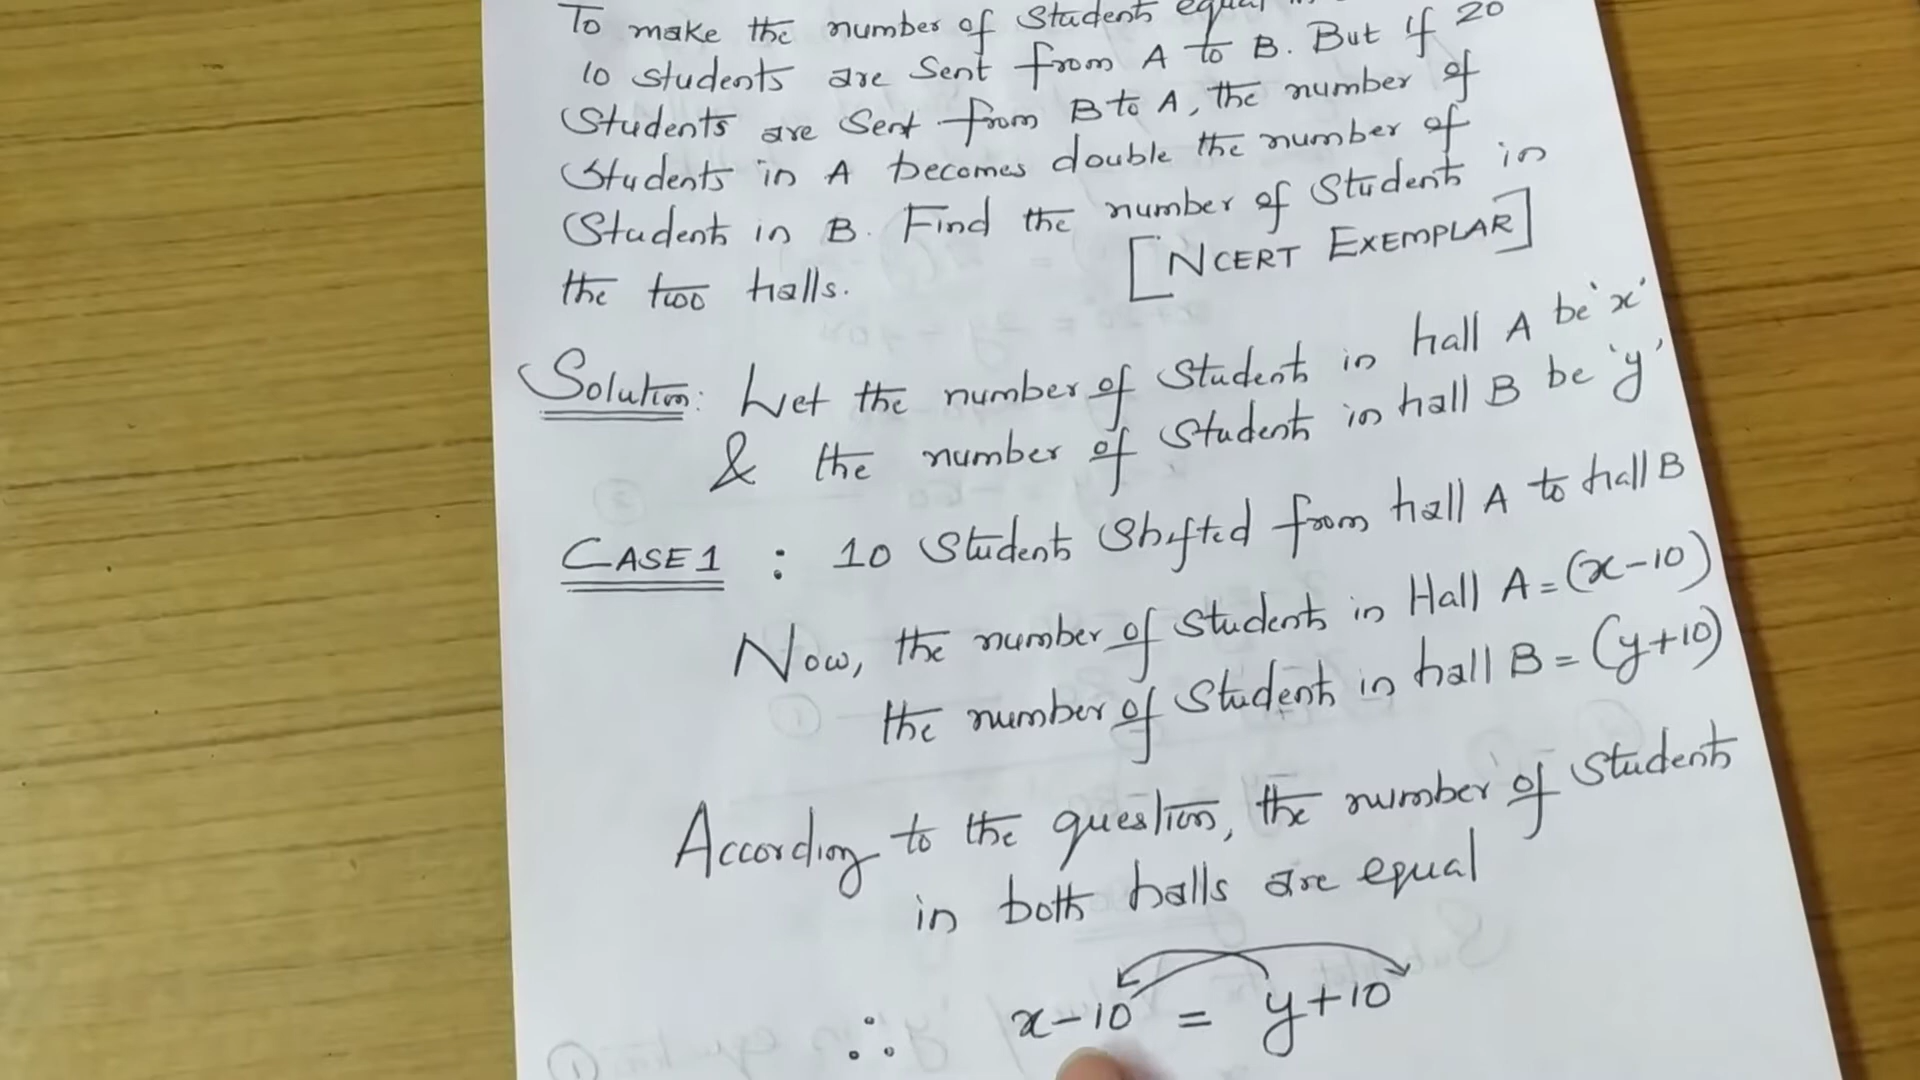 To make the number of Students equal
10 students are Sent from A to B. But if 20
Students are Sent from B to A, the number of
Students in A becomes double the number of
Students in B. Find the number of Students in
the two halls. [NCERT EXEMPLAR]
Solution: Let the number of Students in hall A be 'x'
& the number of Students in hall B be 'y'
CASE 1 : 10 Students Shifted from hall A to hall B
Now, the number of Students in Hall A = (x-10)
the number of Students in hall B = (y+10)
According to the question, the number of Students
in both halls are equal
∴ x-10 = y+10